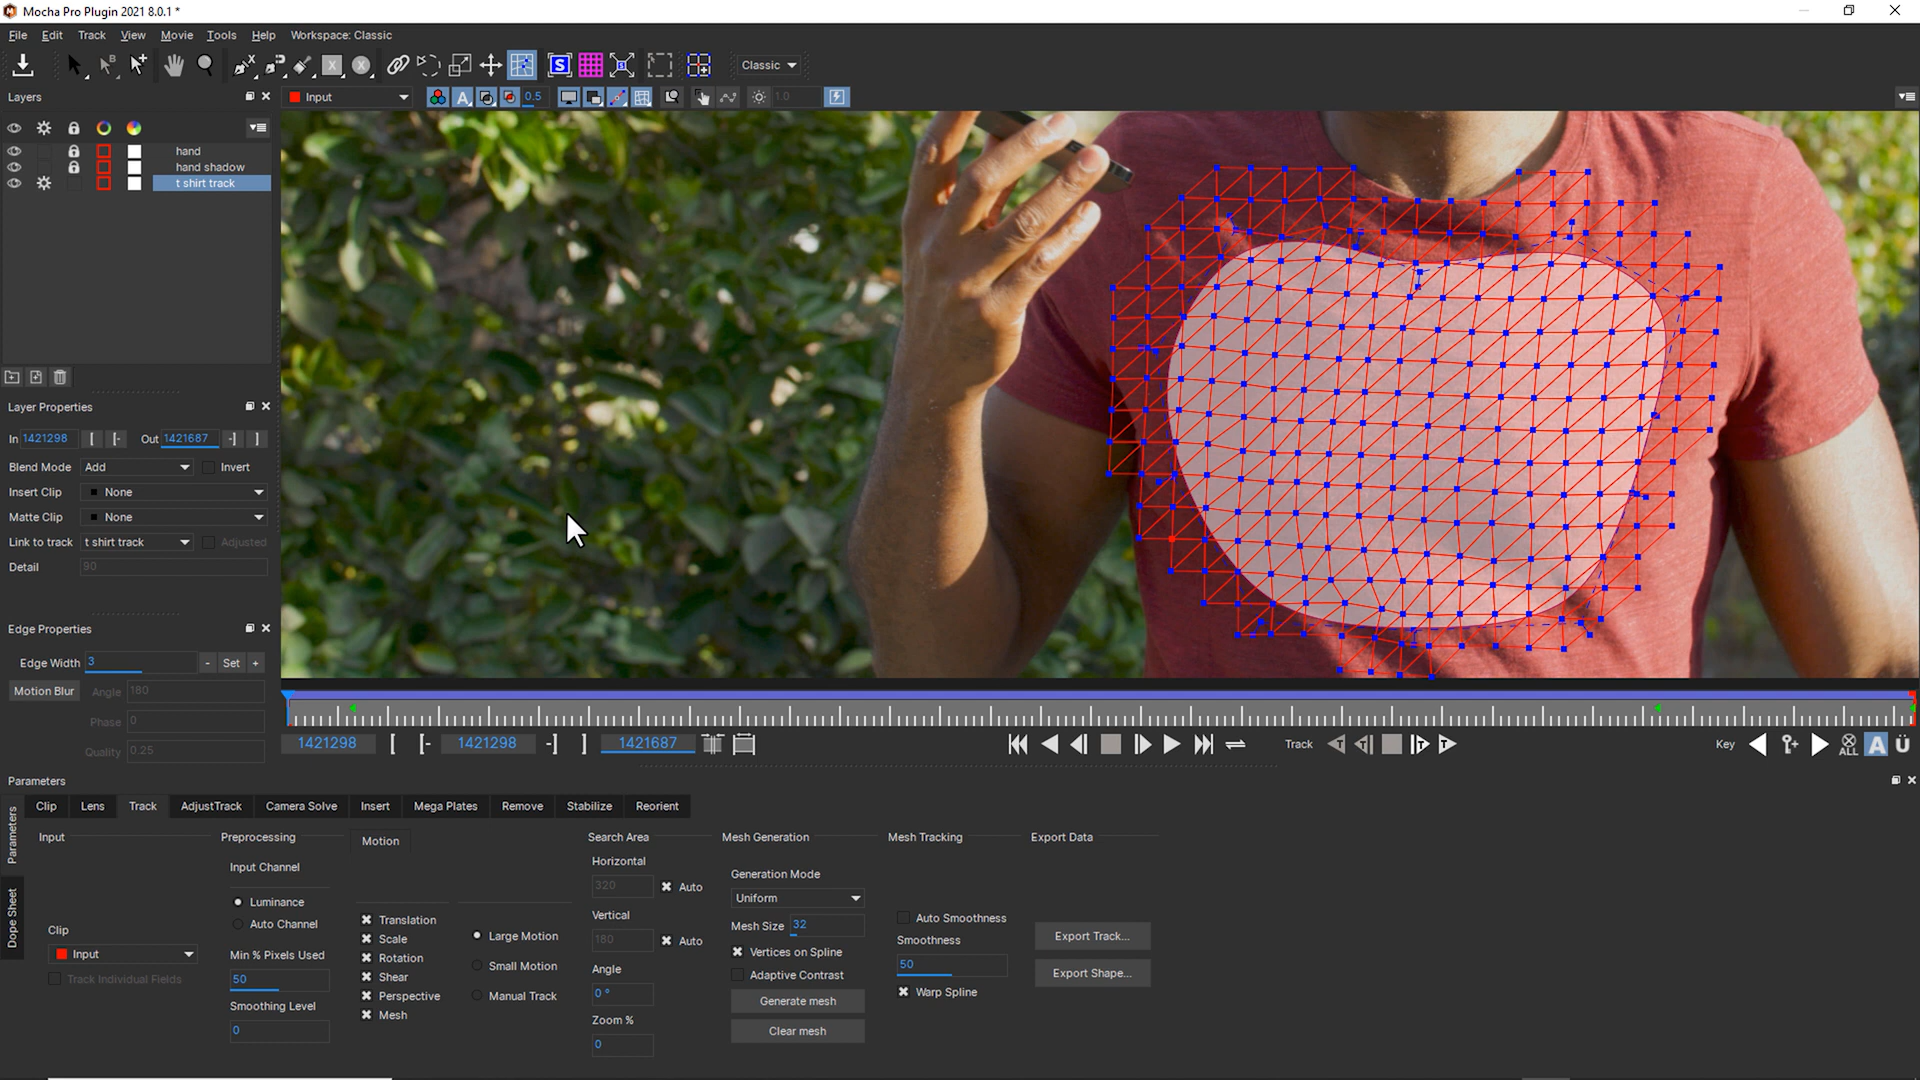 Mocha Pro Plugin 2021 8.0.1 *
File Edit Track View Movie Tools Help Workspace: Classic
Classic
Layers
Input
0.5
1.0
hand
hand shadow
t shirt track
Layer Properties
In 1421298 Out 1421687
Blend Mode Add Invert
Insert Clip None
Matte Clip None
Link to track t shirt track Adjusted
Detail 90
Edge Properties
Edge Width 3 - Set +
Motion Blur Angle 180
Phase 0
Quality 0.25
1421298 1421298 1421687 Track Key ALL
Parameters
Clip Lens Track AdjustTrack Camera Solve Insert Mega Plates Remove Stabilize Reorient
Parameters
Dope Sheet
Input
Clip
Input
Track Individual Fields
Preprocessing
Input Channel
Luminance
Auto Channel
Min % Pixels Used
50
Smoothing Level
0
Motion
Translation
Scale
Rotation
Shear
Perspective
Mesh
Large Motion
Small Motion
Manual Track
Search Area
Horizontal
320 Auto
Vertical
180 Auto
Angle
0 °
Zoom %
0
Mesh Generation
Generation Mode
Uniform
Mesh Size 32
Vertices on Spline
Adaptive Contrast
Generate mesh
Clear mesh
Mesh Tracking
Auto Smoothness
Smoothness
50
Warp Spline
Export Data
Export Track...
Export Shape...